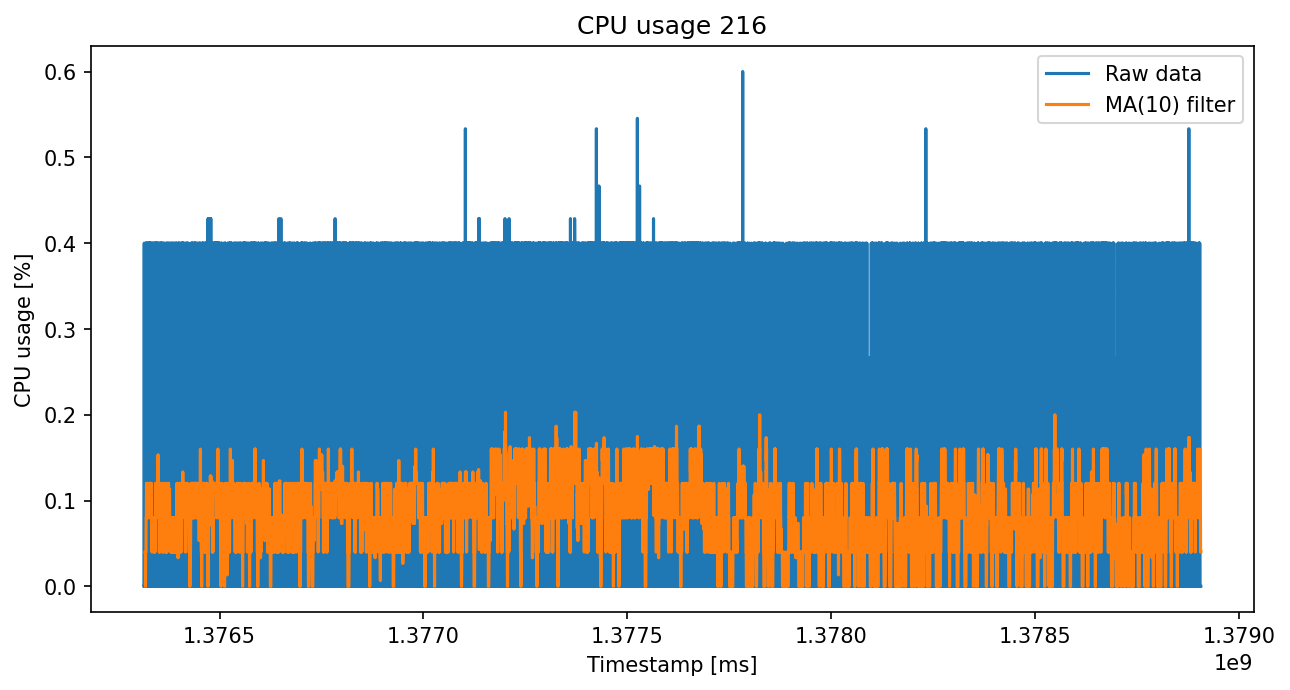 CPU usage 216
Raw data
MA(10) filter
CPU usage [%]
0.6
0.5
0.4
0.3
0.2
0.1
0.0
1.3765 1.3770 1.3775 1.3780 1.3785 1.3790
1e9
Timestamp [ms]